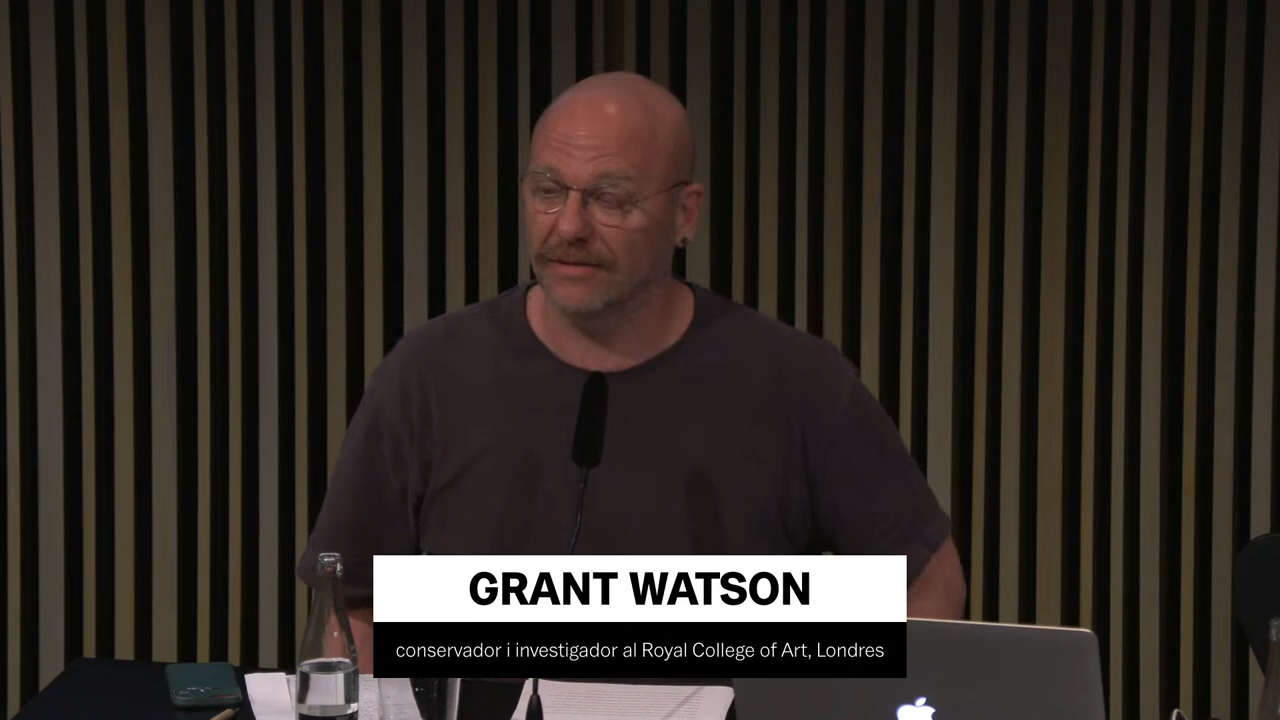 GRANT WATSON
conservador i investigador al Royal College of Art, Londres